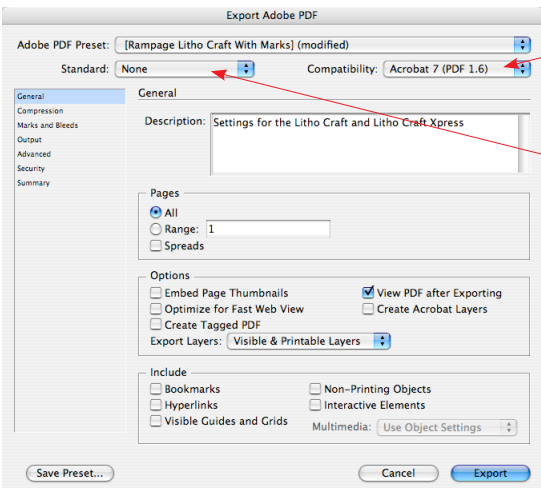 Export Adobe PDF
Adobe PDF Preset: [Rampage Litho Craft With Marks] (modified)
Standard: None Compatibility: Acrobat 7 (PDF 1.6)
General
Compression
Marks and Bleeds
Output
Advanced
Security
Summary
General
Description: Settings for the Litho Craft and Litho Craft Xpress
Pages
All
Range: 1
Spreads
Options
Embed Page Thumbnails View PDF after Exporting
Optimize for Fast Web View Create Acrobat Layers
Create Tagged PDF
Export Layers: Visible & Printable Layers
Include
Bookmarks Non-Printing Objects
Hyperlinks Interactive Elements
Visible Guides and Grids Multimedia: Use Object Settings
Save Preset... Cancel Export